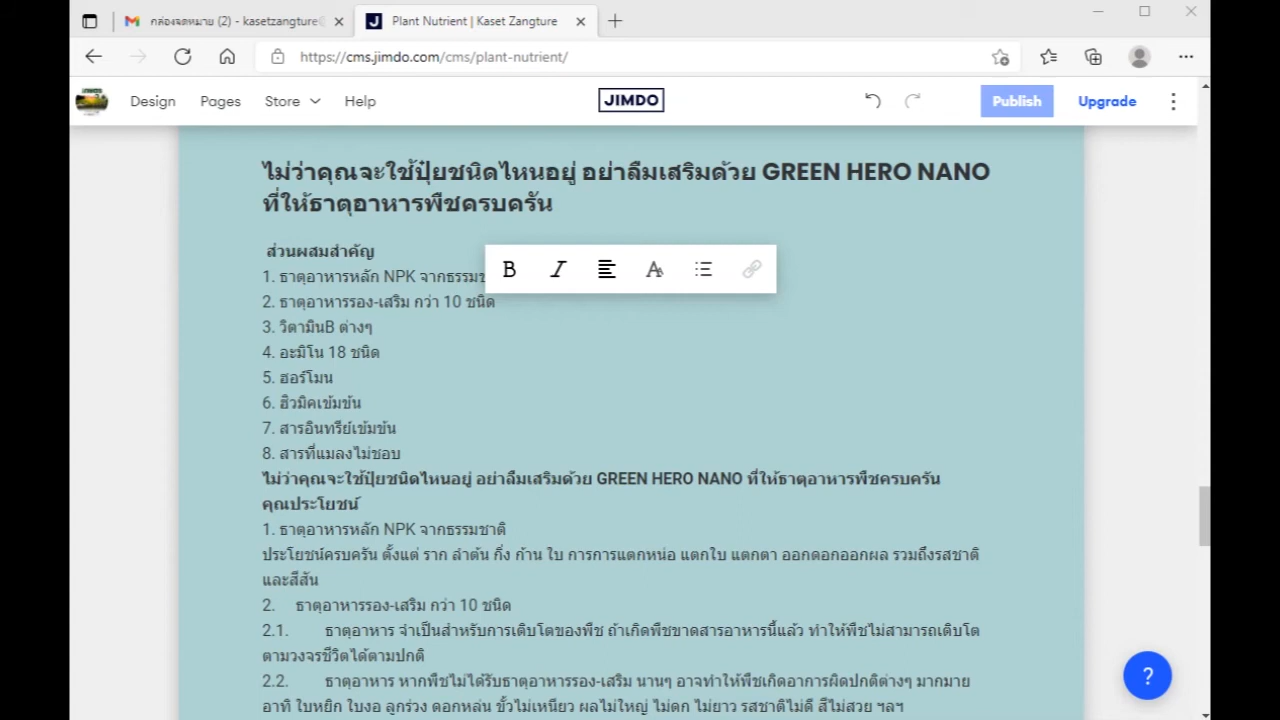 กล่องจดหมาย (2) - kasetzangture
Plant Nutrient | Kaset Zangture
https://cms.jimdo.com/cms/plant-nutrient/
Design Pages Store Help JIMDO Publish Upgrade
ไม่ว่าคุณจะใช้ปุ๋ยชนิดไหนอยู่ อย่าลืมเสริมด้วย GREEN HERO NANO
ที่ให้ธาตุอาหารพืชครบครัน
ส่วนผสมสำคัญ
1. ธาตุอาหารหลัก NPK จากธรรมช
B I A
2. ธาตุอาหารรอง-เสริม กว่า 10 ชนิด
3. วิตามินB ต่างๆ
4. อะมิโน 18 ชนิด
5. ฮอร์โมน
6. ฮิวมิคเข้มข้น
7. สารอินทรีย์เข้มข้น
8. สารที่แมลงไม่ชอบ
ไม่ว่าคุณจะใช้ปุ๋ยชนิดไหนอยู่ อย่าลืมเสริมด้วย GREEN HERO NANO ที่ให้ธาตุอาหารพืชครบครัน
คุณประโยชน์
1. ธาตุอาหารหลัก NPK จากธรรมชาติ
ประโยชน์ครบครัน ตั้งแต่ ราก ลำต้น กิ่ง ก้าน ใบ การการแตกหน่อ แตกใบ แตกตา ออกดอกออกผล รวมถึงรสชาติ
และสีสัน
2. ธาตุอาหารรอง-เสริม กว่า 10 ชนิด
2.1. ธาตุอาหาร จำเป็นสำหรับการเติบโตของพืช ถ้าเกิดพืชขาดสารอาหารนี้แล้ว ทำให้พืชไม่สามารถเติบโต
ตามวงจรชีวิตได้ตามปกติ
2.2. ธาตุอาหาร หากพืชไม่ได้รับธาตุอาหารรอง-เสริม นานๆ อาจทำให้พืชเกิดอาการผิดปกติต่างๆ มากมาย
อาทิ ใบหยิก ใบงอ ลูกร่วง ดอกหล่น ขั้วไม่เหนียว ผลไม่ใหญ่ ไม่ดก ไม่ยาว รสชาติไม่ดี สีไม่สวย ฯลฯ
?